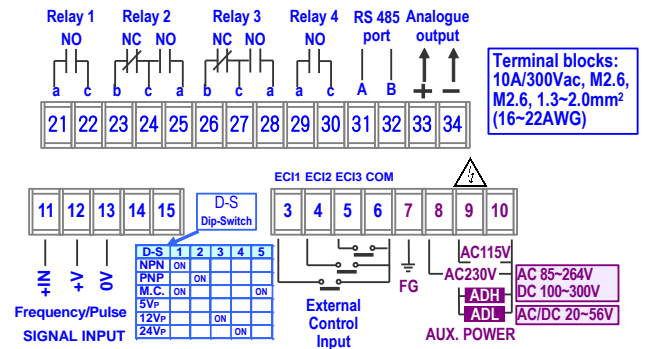 Relay 1 Relay 2 Relay 3 Relay 4 RS 485 Analogue
NO NC NO NC NO NO port output
a c b c a b c a a c A B + −
21 22 23 24 25 26 27 28 29 30 31 32 33 34
Terminal blocks:
10A/300Vac, M2.6,
M2.6, 1.3~2.0mm²
(16~22AWG)
ECI1 ECI2 ECI3 COM
11 12 13 14 15
D-S
Dip-Switch
3 4 5 6 7 8 9 10
+IN +V 0V
D-S 1 2 3 4 5
NPN ON
PNP ON
M.C. ON ON
5VP
12VP ON
24VP ON
Frequency/Pulse
SIGNAL INPUT
External
Control
Input
FG
AC115V
AC230V
ADH
AC 85~264V
DC 100~300V
ADL
AC/DC 20~56V
AUX. POWER